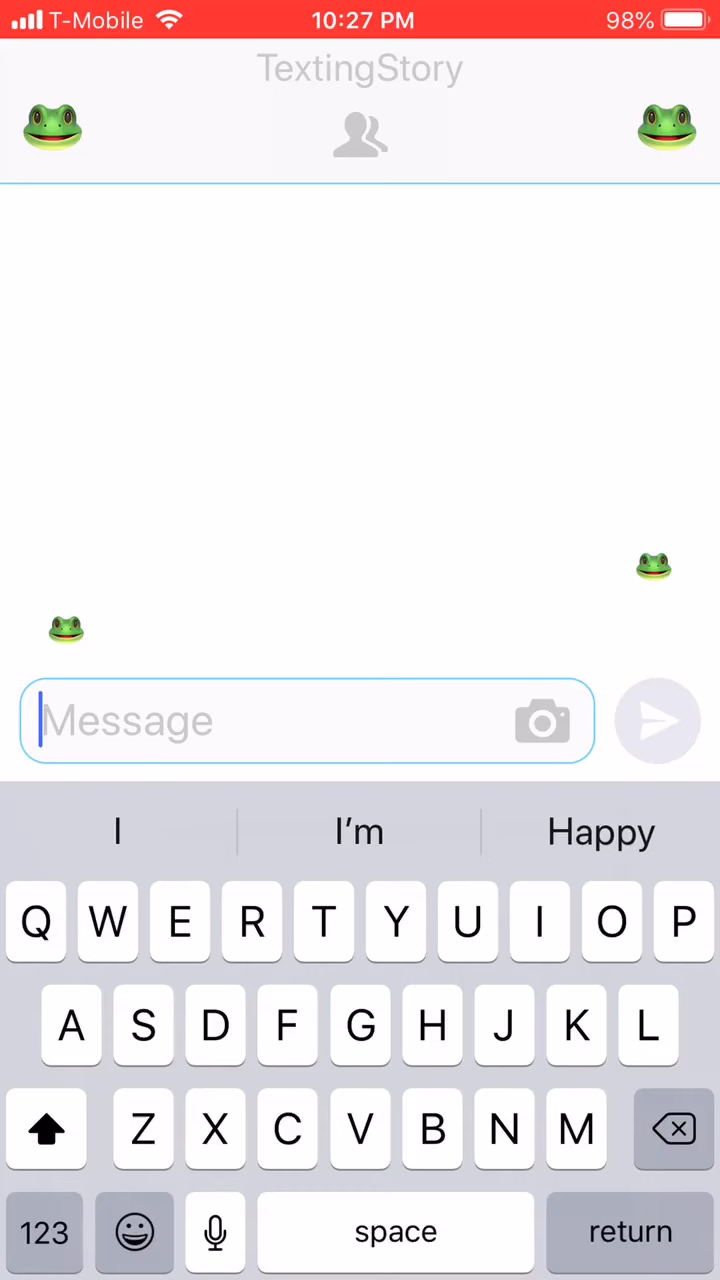 T-Mobile 10:27 PM 98%
TextingStory
Message
I I’m Happy
Q W E R T Y U I O P
A S D F G H J K L
Z X C V B N M
123 space return